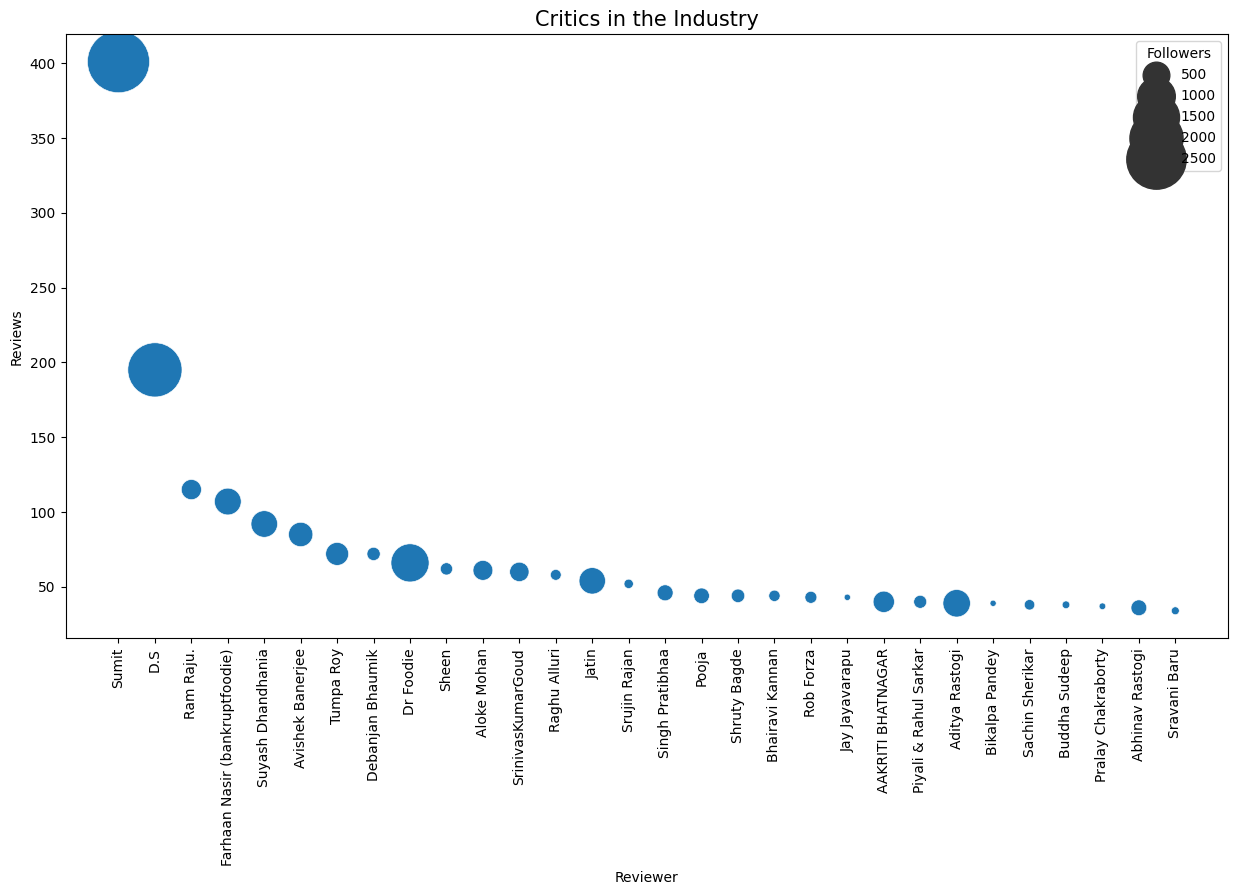 Critics in the Industry
Followers
500
1000
1500
2000
2500
Reviews
400
350
300
250
200
150
100
50
Sumit
D.S
Ram Raju.
Farhaan Nasir (bankruptfoodie)
Suyash Dhandhania
Avishek Banerjee
Tumpa Roy
Debanjan Bhaumik
Dr Foodie
Sheen
Aloke Mohan
SrinivasKumarGoud
Raghu Alluri
Jatin
Srujin Rajan
Singh Pratibhaa
Pooja
Shruty Bagde
Bhairavi Kannan
Rob Forza
Jay Jayavarapu
AAKRITI BHATNAGAR
Piyali & Rahul Sarkar
Aditya Rastogi
Bikalpa Pandey
Sachin Sherikar
Buddha Sudeep
Pralay Chakraborty
Abhinav Rastogi
Sravani Baru
Reviewer